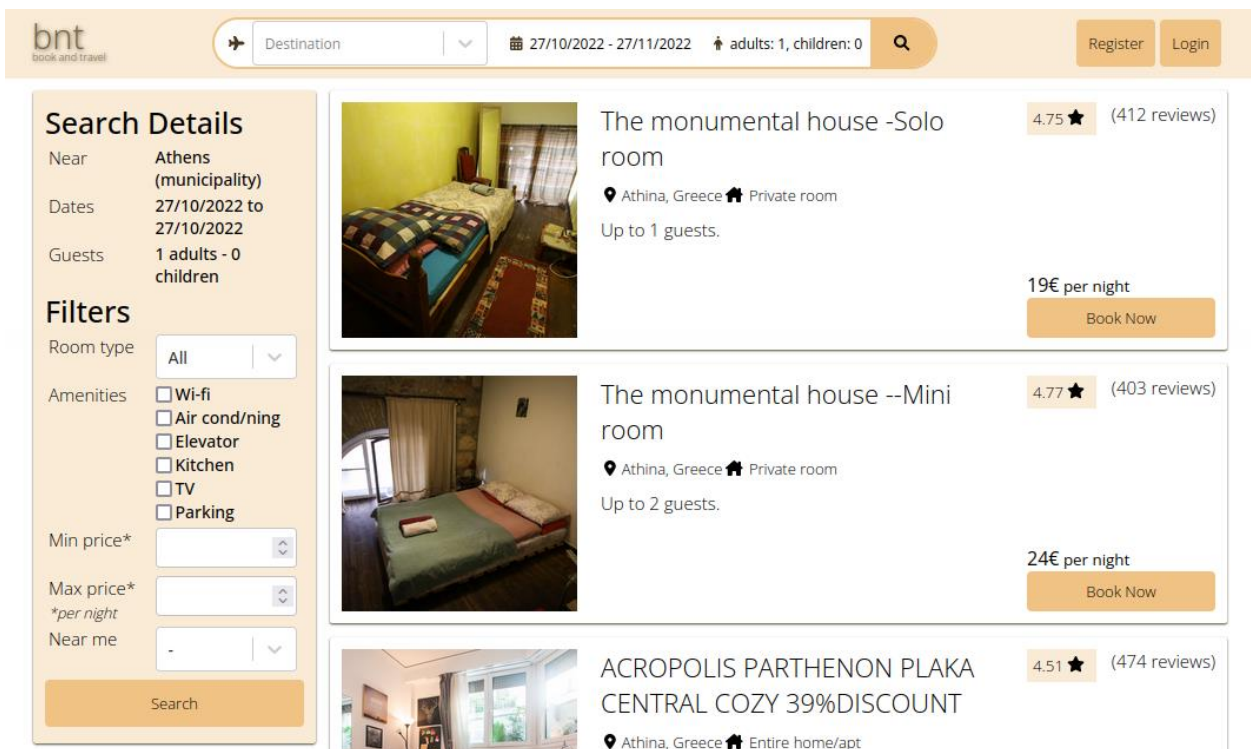 bnt
book and travel
Destination
27/10/2022 - 27/11/2022
adults: 1, children: 0
Register
Login
Search Details
Near
Athens
(municipality)
Dates
27/10/2022 to
27/10/2022
Guests
1 adults - 0
children
Filters
Room type
All
Amenities
Wi-fi
Air cond/ning
Elevator
Kitchen
TV
Parking
Min price*
Max price*
*per night
Near me
-
Search
The monumental house -Solo
room
Athina, Greece Private room
Up to 1 guests.
4.75
(412 reviews)
19€ per night
Book Now
The monumental house --Mini
room
Athina, Greece Private room
Up to 2 guests.
4.77
(403 reviews)
24€ per night
Book Now
ACROPOLIS PARTHENON PLAKA
CENTRAL COZY 39%DISCOUNT
Athina, Greece Entire home/apt
4.51
(474 reviews)